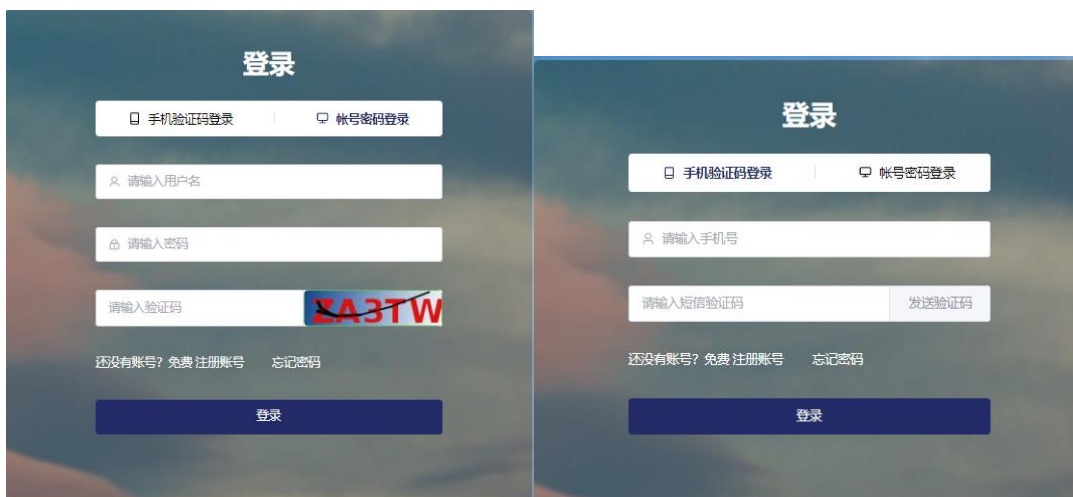 登录
手机验证码登录 帐号密码登录
请输入用户名
请输入密码
请输入验证码 ZA3TW
还没有账号？免费 注册账号 忘记密码
登录
登录
手机验证码登录 帐号密码登录
请输入手机号
请输入短信验证码 发送验证码
还没有账号？免费 注册账号 忘记密码
登录